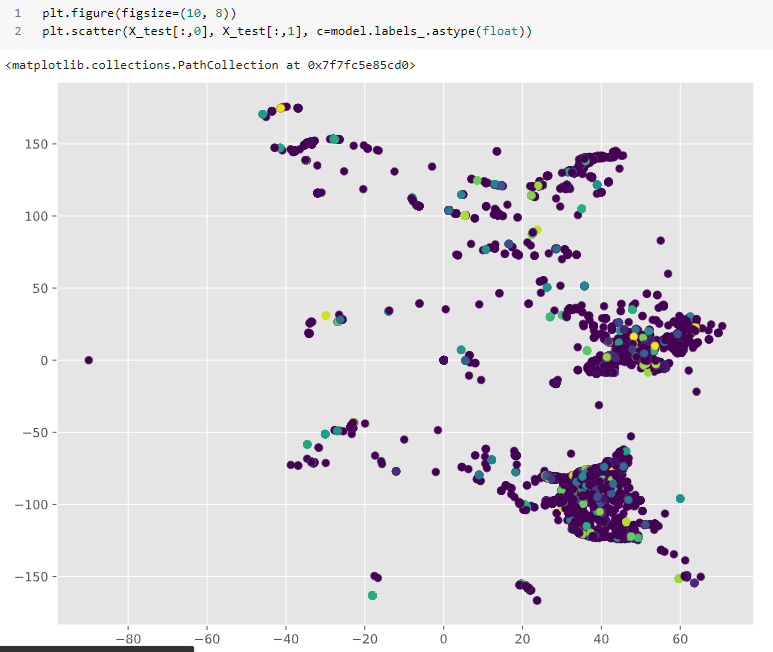 1 plt.figure(figsize=(10, 8))
2 plt.scatter(X_test[:,0], X_test[:,1], c=model.labels_.astype(float))
<matplotlib.collections.PathCollection at 0x7f7fc5e85cd0>
150
100
50
0
−50
−100
−150
−80 −60 −40 −20 0 20 40 60